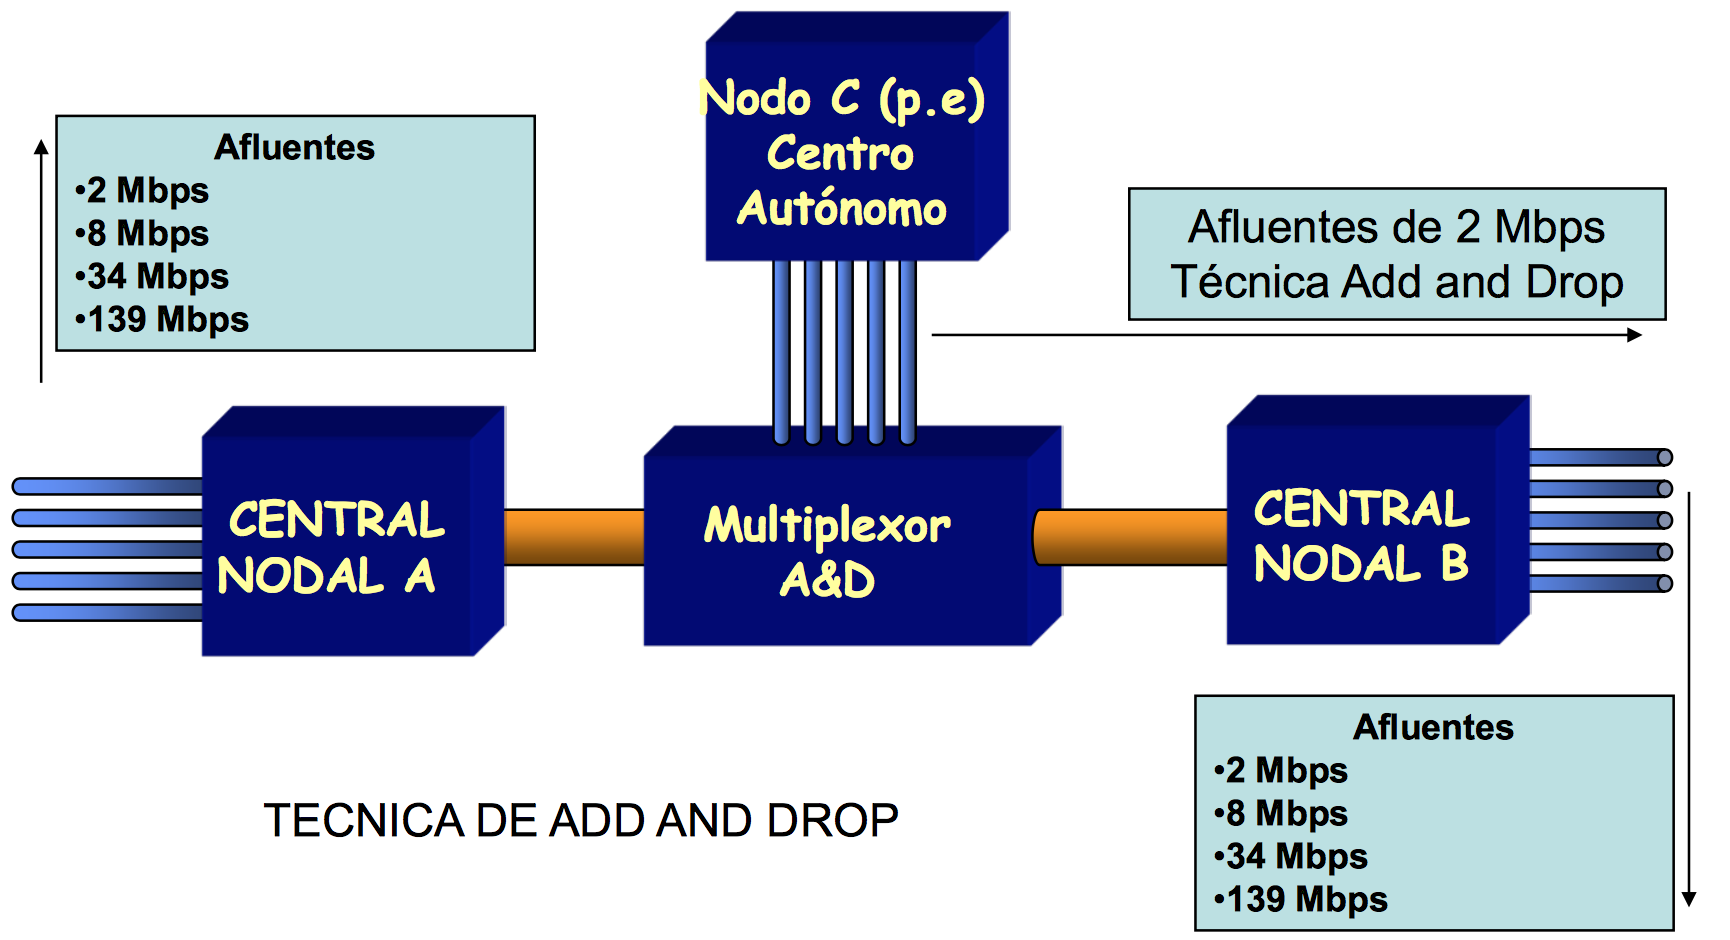 Nodo C (p.e)
Centro
Autónomo
Afluentes
•2 Mbps
•8 Mbps
•34 Mbps
•139 Mbps
Afluentes de 2 Mbps
Técnica Add and Drop
CENTRAL
NODAL A
Multiplexor
A&D
CENTRAL
NODAL B
Afluentes
•2 Mbps
•8 Mbps
•34 Mbps
•139 Mbps
TECNICA DE ADD AND DROP